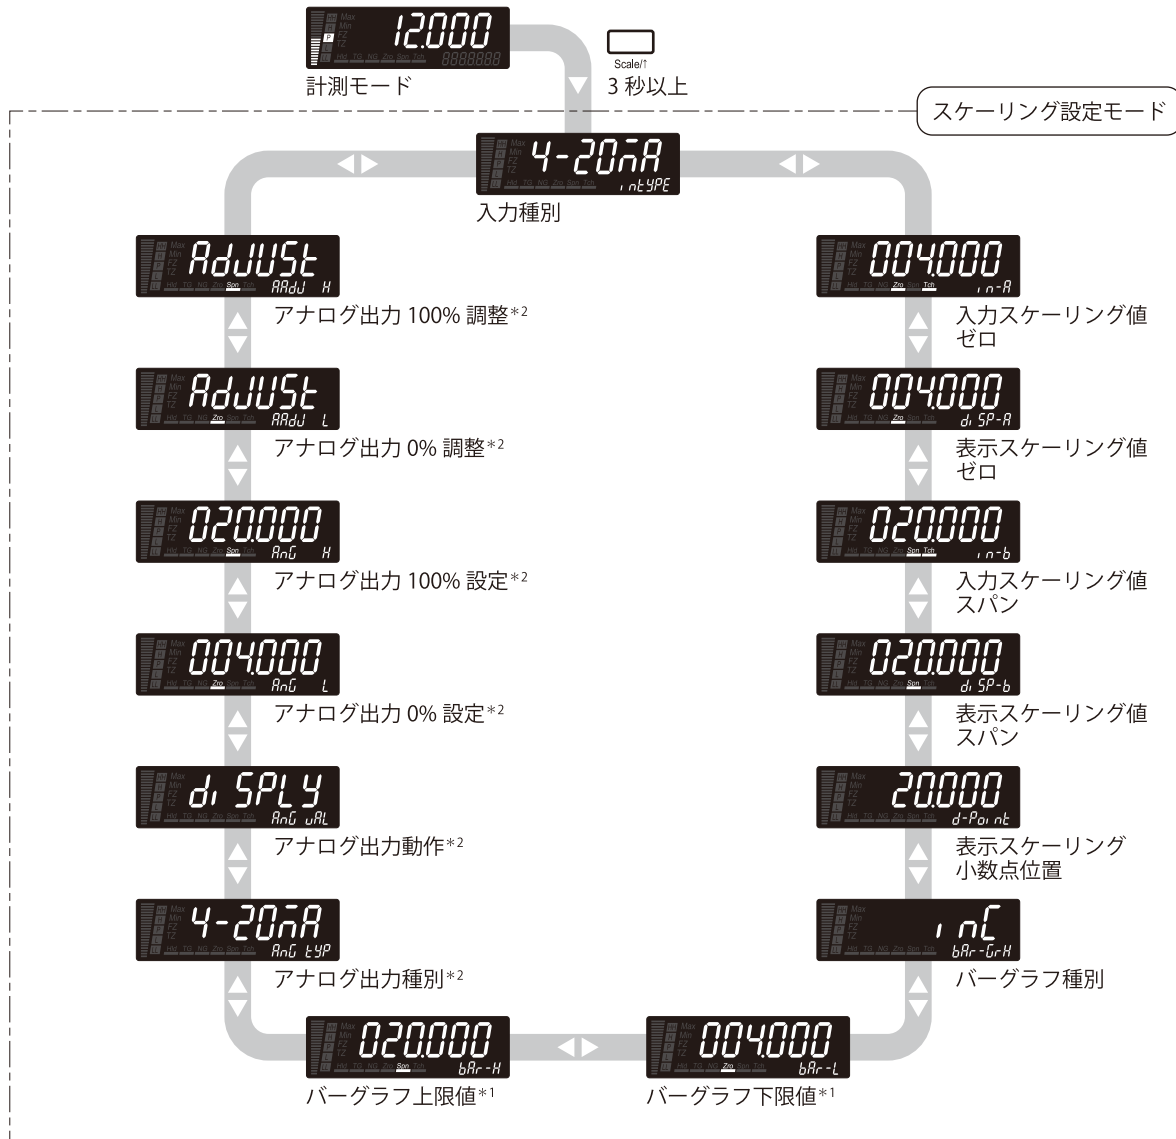 12.000
計測モード
Scale/↑
3 秒以上
スケーリング設定モード
4-20mA
intYPE
入力種別
AdJUSt
AAdJ H
アナログ出力 100% 調整*2
004.000
in-A
入力スケーリング値
ゼロ
AdJUSt
AAdJ L
アナログ出力 0% 調整*2
004.000
diSP-A
表示スケーリング値
ゼロ
020.000
AnG H
アナログ出力 100% 設定*2
020.000
in-b
入力スケーリング値
スパン
004.000
AnG L
アナログ出力 0% 設定*2
020.000
diSP-b
表示スケーリング値
スパン
diSPLY
AnG vAL
アナログ出力動作*2
20.000
d-Point
表示スケーリング
小数点位置
4-20mA
AnG tYP
アナログ出力種別*2
inC
bAr-GrH
バーグラフ種別
020.000
bAr-H
バーグラフ上限値*1
004.000
bAr-L
バーグラフ下限値*1